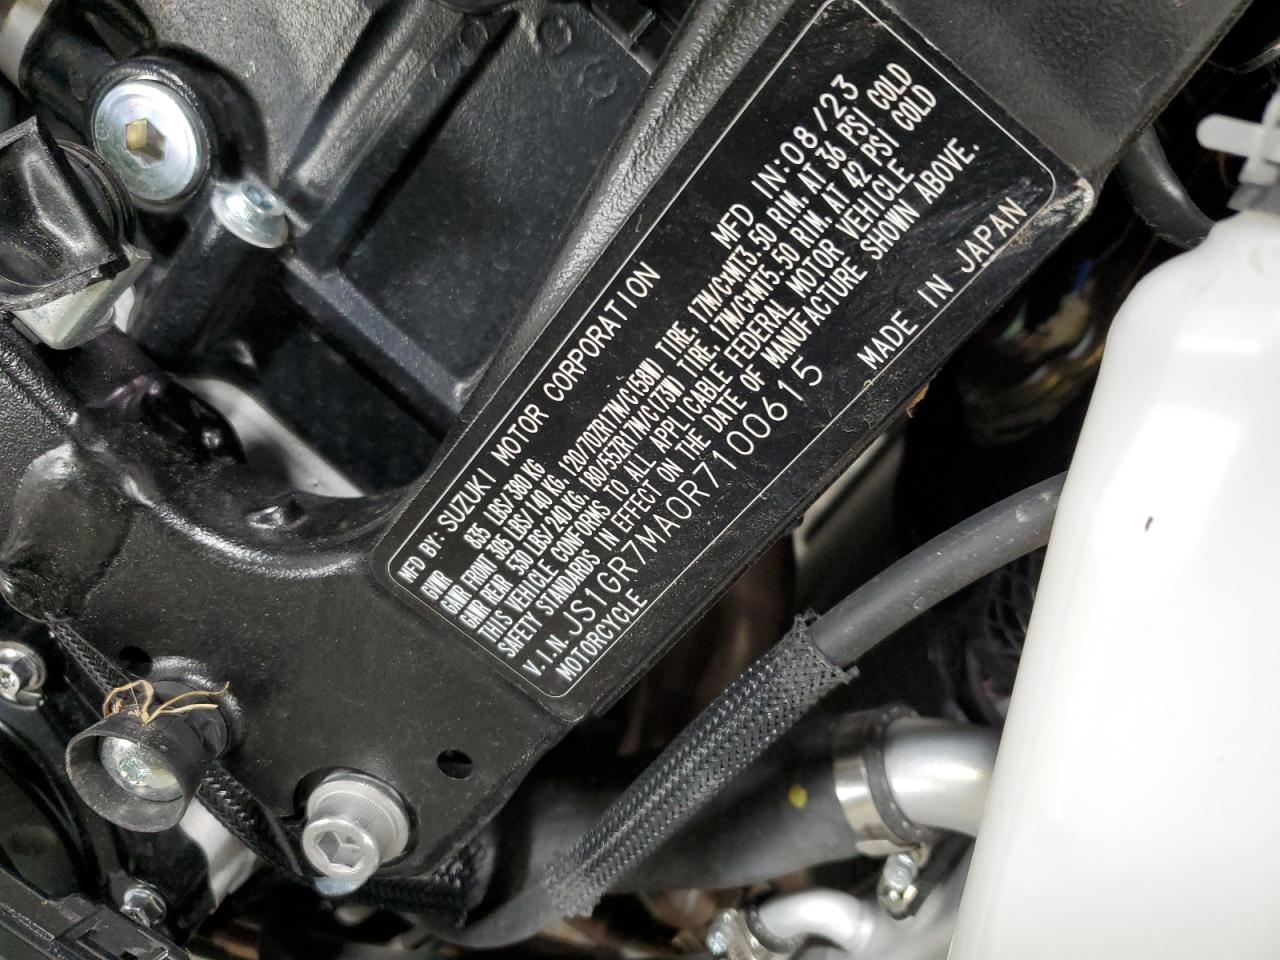 MFD BY: SUZUKI MOTOR CORPORATION MFD IN:08/23
GVWR 835 LBS/380 KG
GAWR FRONT 305 LBS/140 KG. 120/70ZR17M/C(58W) TIRE. 17M/CXMT3.50 RIM. AT 36 PSI COLD
GAWR REAR 530 LBS/240 KG. 180/55ZR17M/C(73W) TIRE. 17M/CXMT5.50 RIM. AT 42 PSI COLD
THIS VEHICLE CONFORMS TO ALL APPLICABLE FEDERAL MOTOR VEHICLE
SAFETY STANDARDS IN EFFECT ON THE DATE OF MANUFACTURE SHOWN ABOVE.
V.I.N. JS1GR7MA0R7100615
MOTORCYCLE MADE IN JAPAN